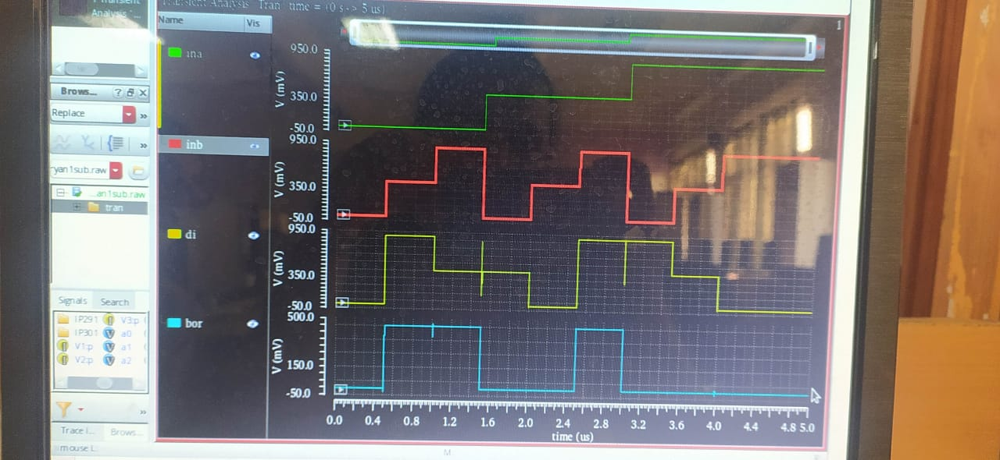 Transient
Analysis '...
Transient Analysis `Tran` time = (0 s -> 5 us)
1
Name Vis
Brows...
Replace
yan1sub.raw
...an1sub.raw
tran
Signals Search
IP291 V3:p
IP301 a0
V1:p a1
V2:p a2
Trace I... Brows...
mouse L:
M
ina
950.0
350.0
-50.0
V (mV)
inb
950.0
350.0
-50.0
V (mV)
di
950.0
350.0
-50.0
V (mV)
bor
500.0
150.0
-50.0
V (mV)
0.0 0.4 0.8 1.2 1.6 2.0 2.4 2.8 3.2 3.6 4.0 4.4 4.8 5.0
time (us)